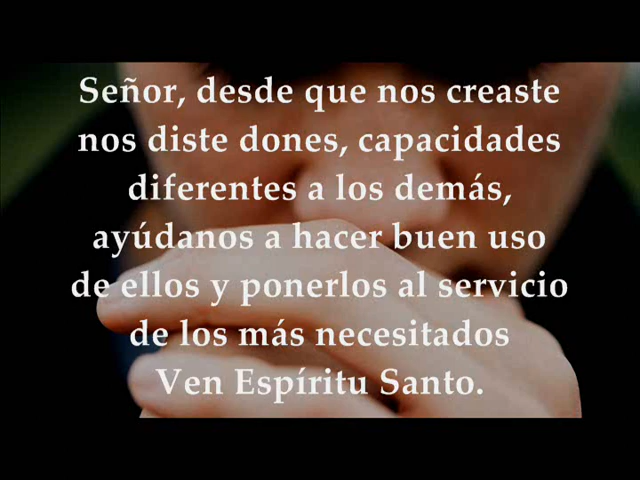 Señor, desde que nos creaste
nos diste dones, capacidades
diferentes a los demás,
ayúdanos a hacer buen uso
de ellos y ponerlos al servicio
de los más necesitados
Ven Espíritu Santo.